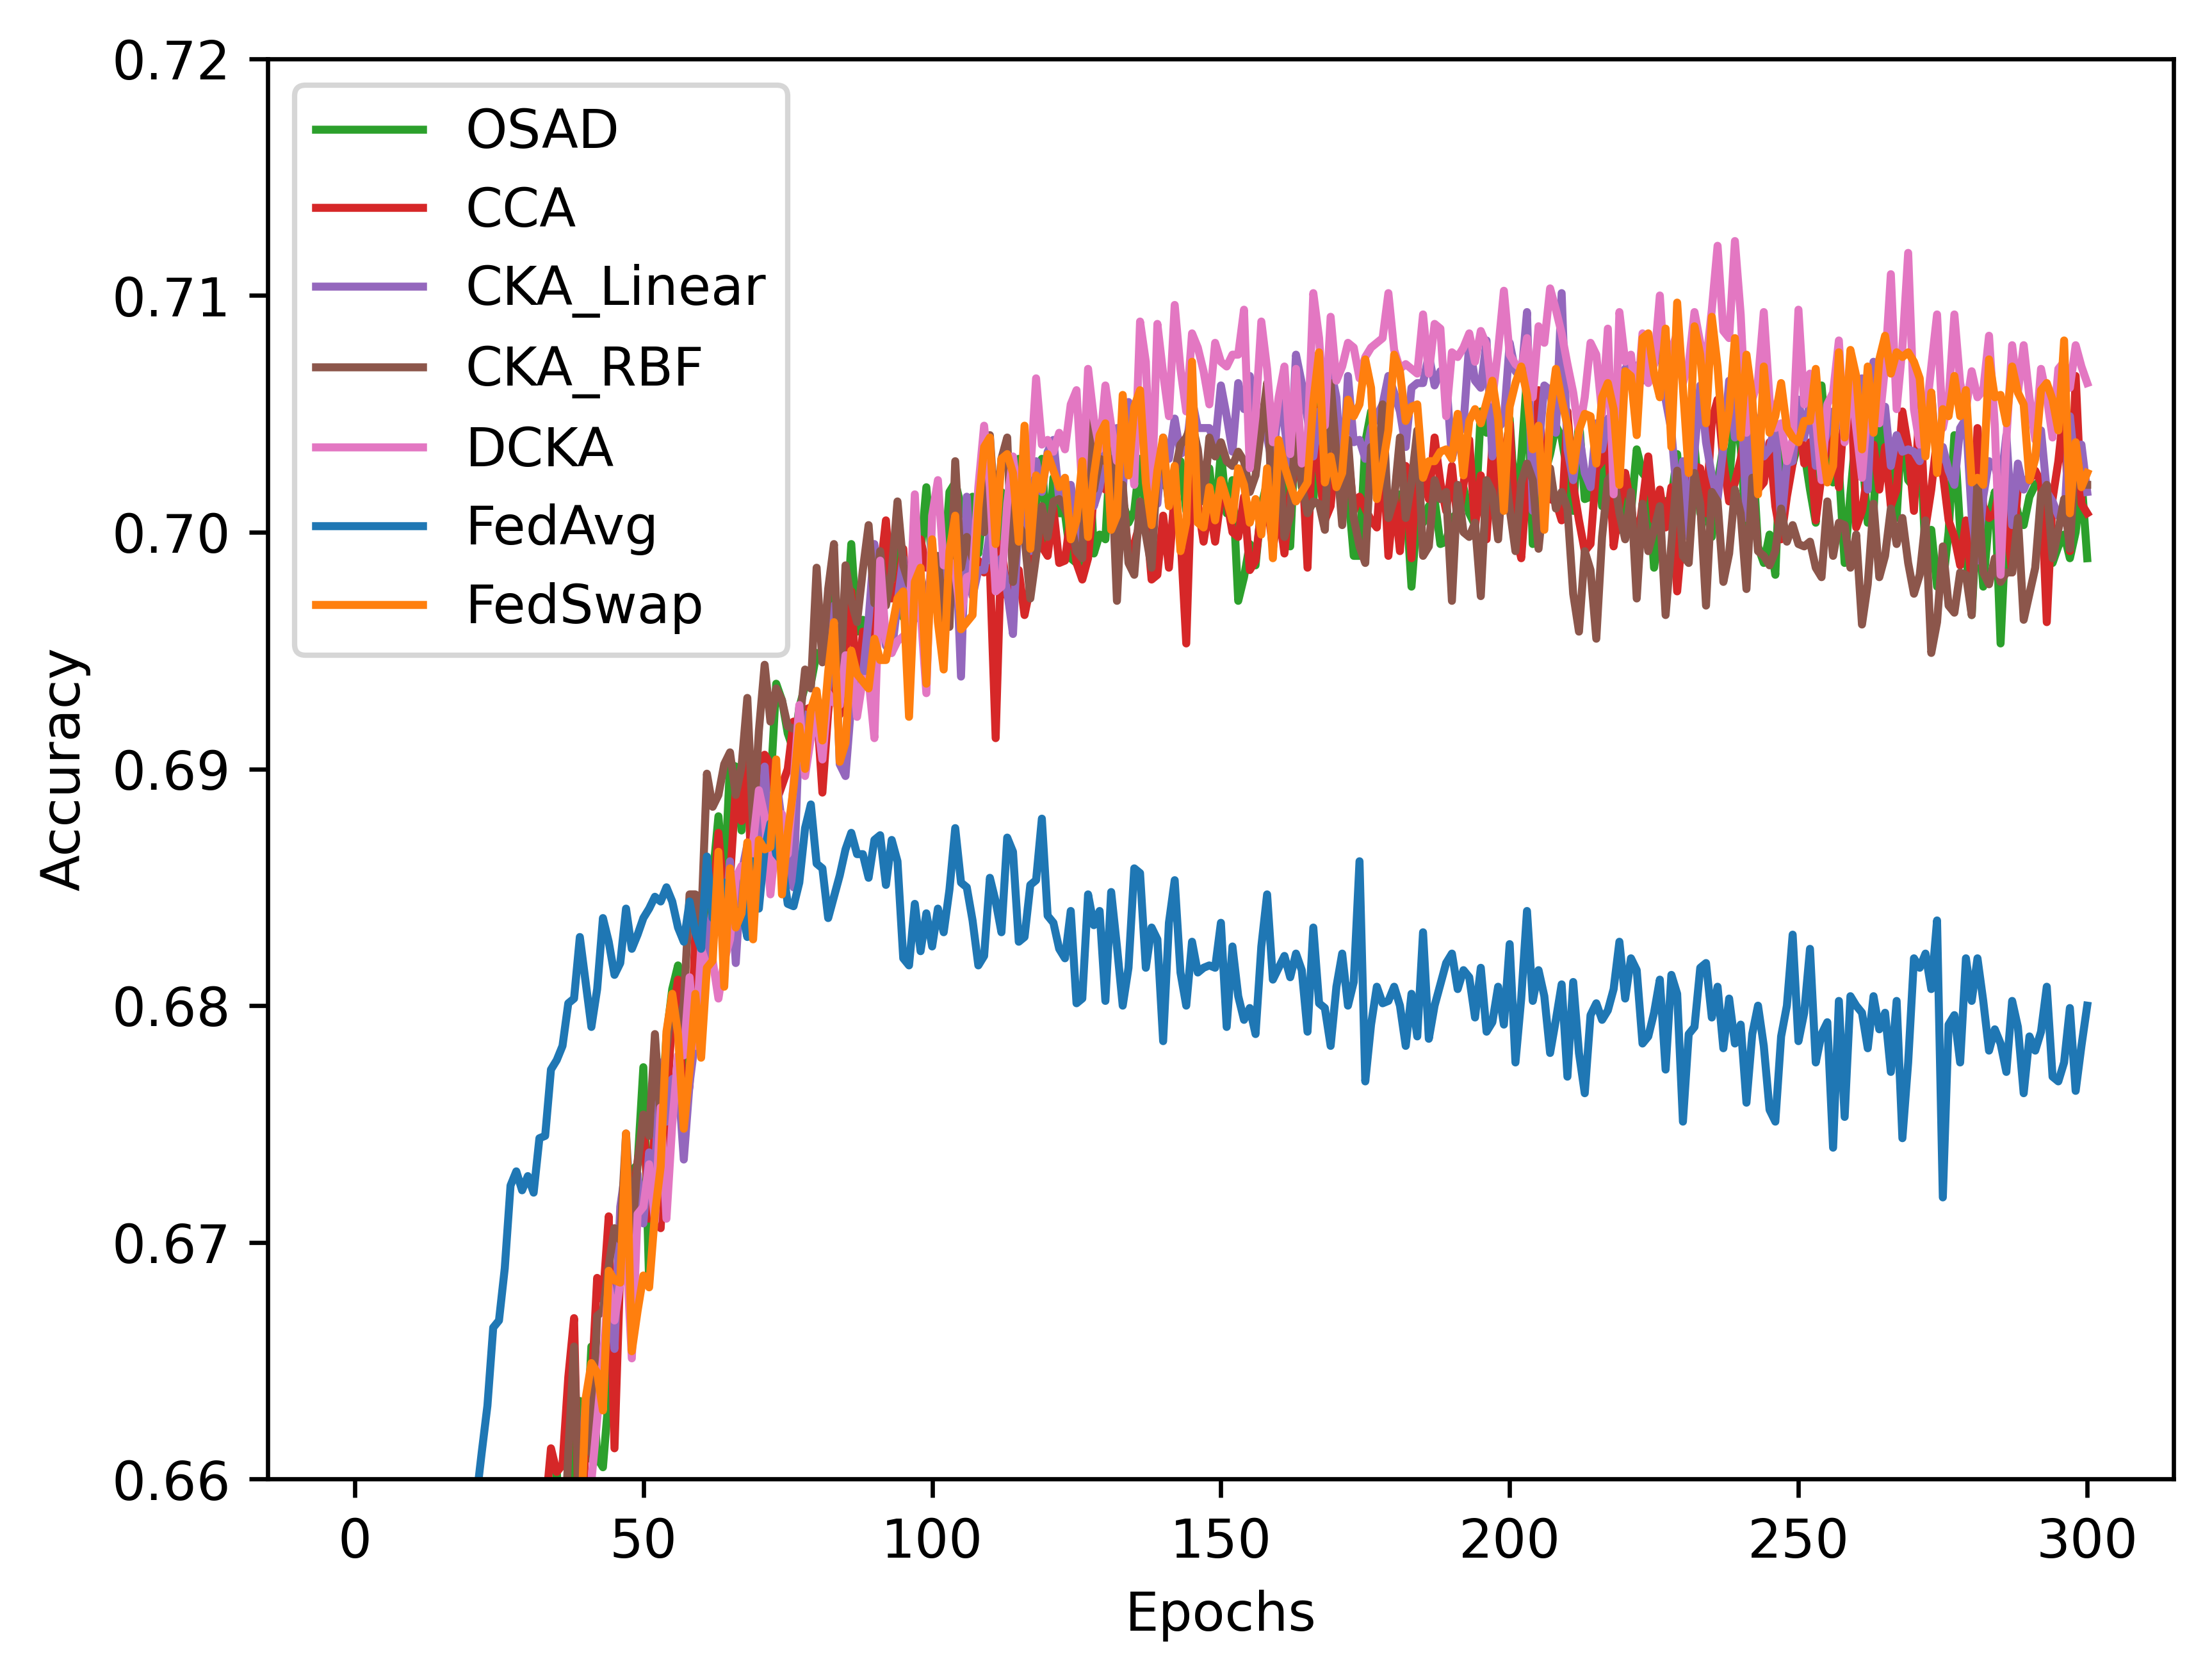 0.72
0.71
0.70
0.69
0.68
0.67
0.66
Accuracy
OSAD
CCA
CKA_Linear
CKA_RBF
DCKA
FedAvg
FedSwap
0 50 100 150 200 250 300
Epochs